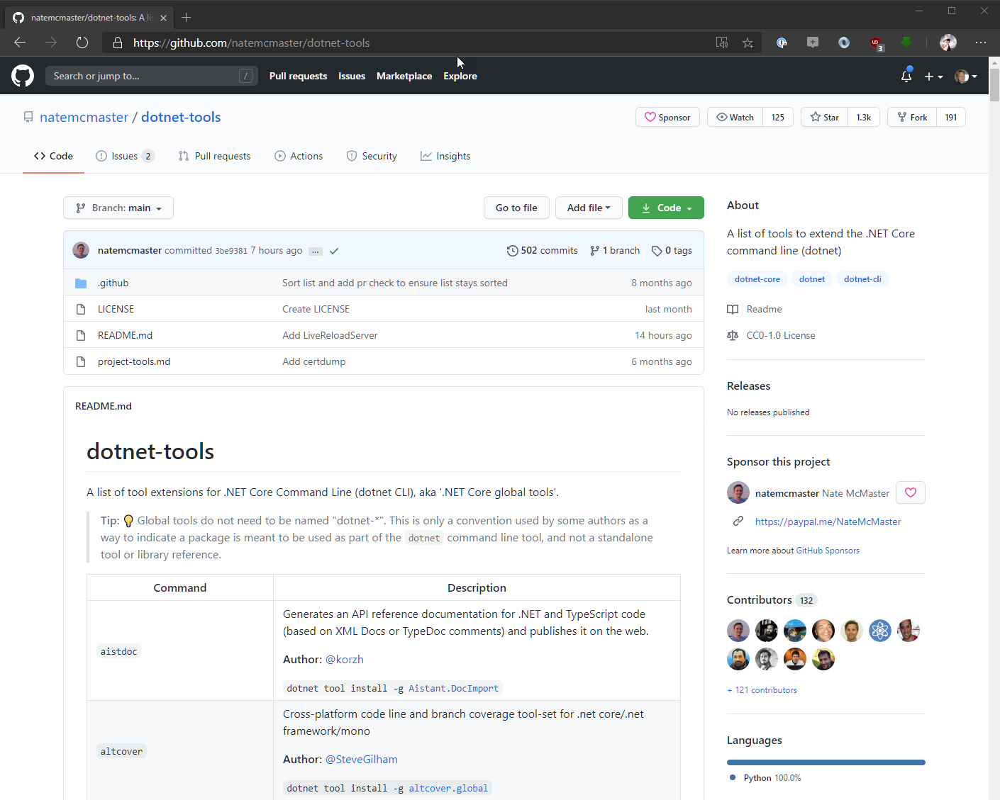 natemcmaster/dotnet-tools: A lis
https://github.com/natemcmaster/dotnet-tools
3
Search or jump to...
/
Pull requests
Issues
Marketplace
Explore
natemcmaster / dotnet-tools
Sponsor
Watch 125
Star 1.3k
Fork 191
Code
Issues 2
Pull requests
Actions
Security
Insights
Branch: main
Go to file
Add file
Code
natemcmaster committed 3be9381 7 hours ago ...
502 commits
1 branch
0 tags
.github Sort list and add pr check to ensure list stays sorted 8 months ago
LICENSE Create LICENSE last month
README.md Add LiveReloadServer 14 hours ago
project-tools.md Add certdump 6 months ago
README.md
dotnet-tools
A list of tool extensions for .NET Core Command Line (dotnet CLI), aka '.NET Core global tools'.
Tip: 💡 Global tools do not need to be named "dotnet-*". This is only a convention used by some authors as a
way to indicate a package is meant to be used as part of the dotnet command line tool, and not a standalone
tool or library reference.
Command Description
aistdoc
Generates an API reference documentation for .NET and TypeScript code
(based on XML Docs or TypeDoc comments) and publishes it on the web.
Author: @korzh
dotnet tool install -g Aistant.DocImport
altcover
Cross-platform code line and branch coverage tool-set for .net core/.net
framework/mono
Author: @SteveGilham
dotnet tool install -g altcover.global
About
A list of tools to extend the .NET Core
command line (dotnet)
dotnet-core dotnet dotnet-cli
Readme
CC0-1.0 License
Releases
No releases published
Sponsor this project
natemcmaster Nate McMaster
https://paypal.me/NateMcMaster
Learn more about GitHub Sponsors
Contributors 132
+ 121 contributors
Languages
Python 100.0%